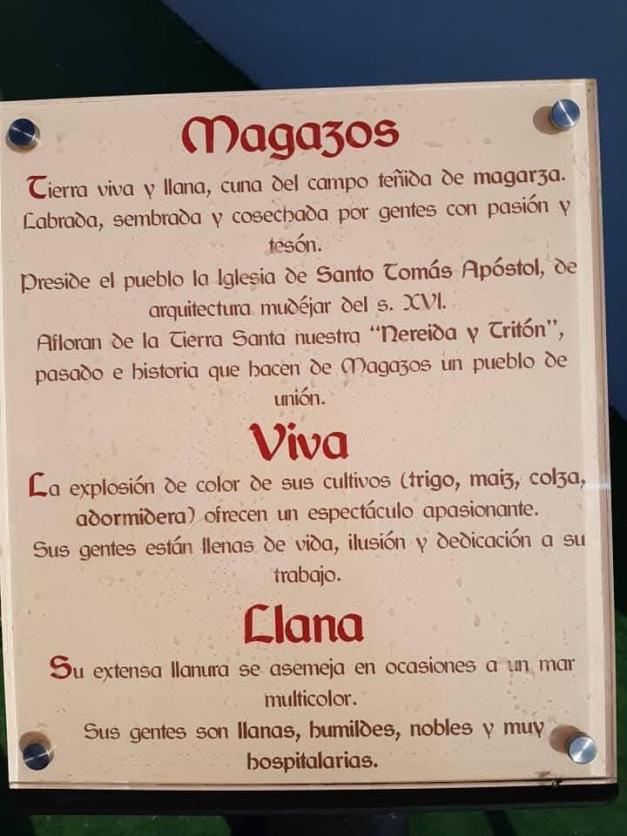 Magazos
Tierra viva y llana, cuna del campo teñida de magarza.
Labrada, sembrada y cosechada por gentes con pasión y
tesón.
Preside el pueblo la Iglesia de Santo Tomás Apóstol, de
arquitectura mudéjar del s. XVI.
Afloran de la Tierra Santa nuestra “Nereida y Tritón”,
pasado e historia que hacen de Magazos un pueblo de
unión.
Viva
La explosión de color de sus cultivos (trigo, maiz, colza,
adormidera) ofrecen un espectáculo apasionante.
Sus gentes están llenas de vida, ilusión y dedicación a su
trabajo.
Llana
Su extensa llanura se asemeja en ocasiones a un mar
multicolor.
Sus gentes son llanas, humildes, nobles y muy
hospitalarias.